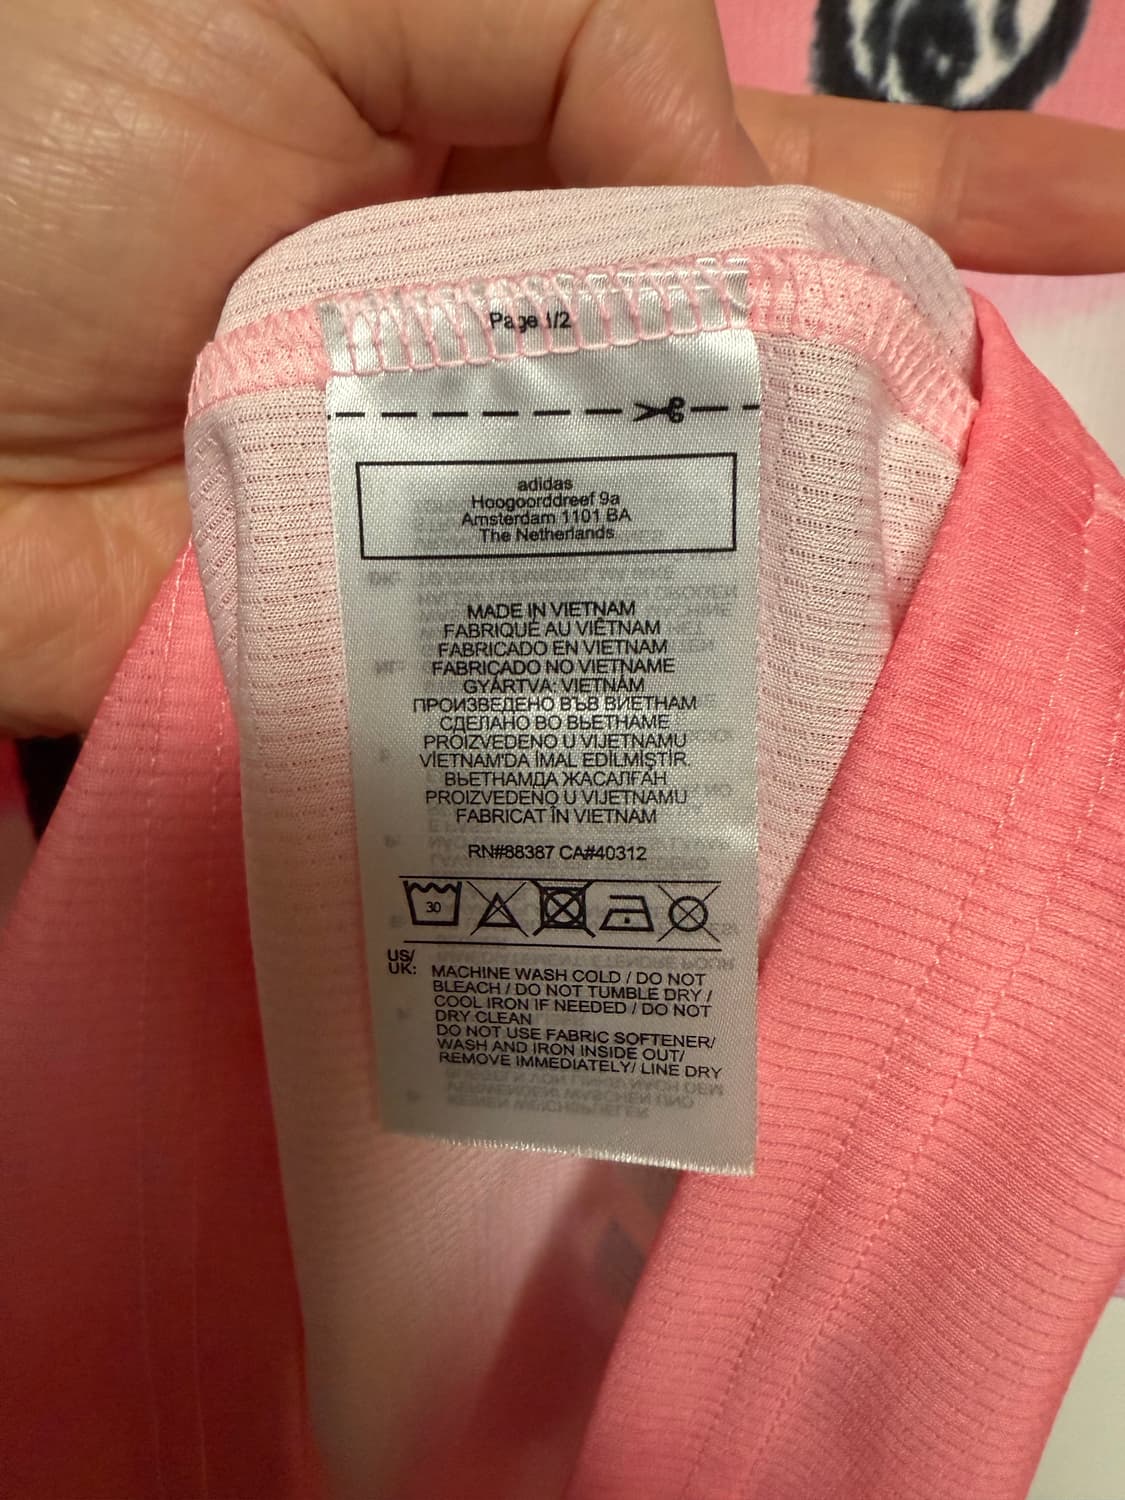 Page 1/2
adidas
Hoogoorddreef 9a
Amsterdam 1101 BA
The Netherlands
MADE IN VIETNAM
FABRIQUÉ AU VIÊTNAM
FABRICADO EN VIETNAM
FABRICADO NO VIETNAME
GYÁRTVA: VIETNÁM
ПРОИЗВЕДЕНО ВЪВ ВИЕТНАМ
СДЕЛАНО ВО ВЬЕТНАМЕ
PROIZVEDENO U VIJETNAMU
VİETNAM'DA İMAL EDİLMİŞTİR.
ВЬЕТНАМДА ЖАСАЛҒАН
PROIZVEDENO U VIJETNAMU
FABRICAT ÎN VIETNAM
RN#88387 CA#40312
30
US/
UK:
MACHINE WASH COLD / DO NOT
BLEACH / DO NOT TUMBLE DRY /
COOL IRON IF NEEDED / DO NOT
DRY CLEAN
DO NOT USE FABRIC SOFTENER/
WASH AND IRON INSIDE OUT/
REMOVE IMMEDIATELY/ LINE DRY